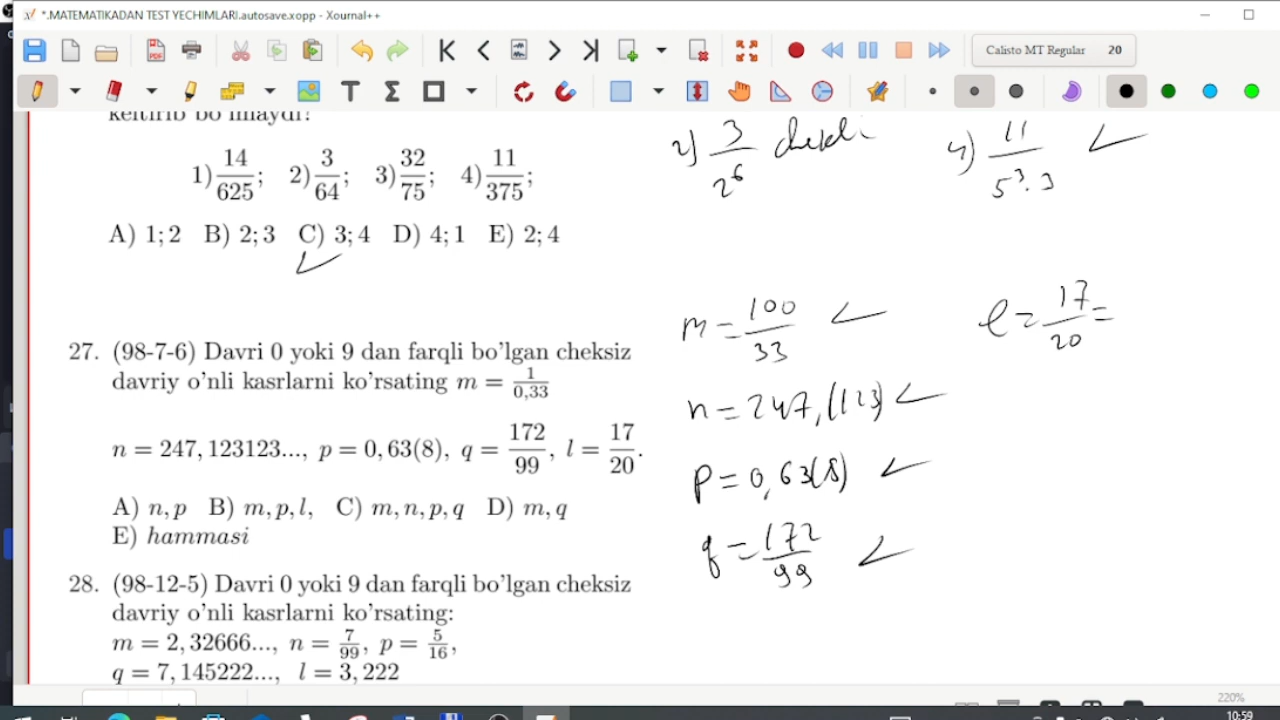 *.MATEMATIKADAN TEST YECHIMLARI.autosave.xopp - Xournal++
Calisto MT Regular 20
keltirib bo'lmaydi?
1) 14/625; 2) 3/64; 3) 32/75; 4) 11/375;
A) 1; 2 B) 2; 3 C) 3; 4 D) 4; 1 E) 2; 4
27. (98-7-6) Davri 0 yoki 9 dan farqli bo'lgan cheksiz
davriy o'nli kasrlarni ko'rsating m = 1/0,33
n = 247, 123123..., p = 0, 63(8), q = 172/99, l = 17/20.
A) n, p B) m, p, l, C) m, n, p, q D) m, q
E) hammasi
28. (98-12-5) Davri 0 yoki 9 dan farqli bo'lgan cheksiz
davriy o'nli kasrlarni ko'rsating:
m = 2, 32666..., n = 7/99, p = 5/16,
q = 7, 145222..., l = 3, 222
2) 3/2^6 chekli
4) 11/5^3·3
m = 100/33
l = 17/20 =
n = 247,(123)
p = 0,63(8)
q = 172/99
220%
10:59